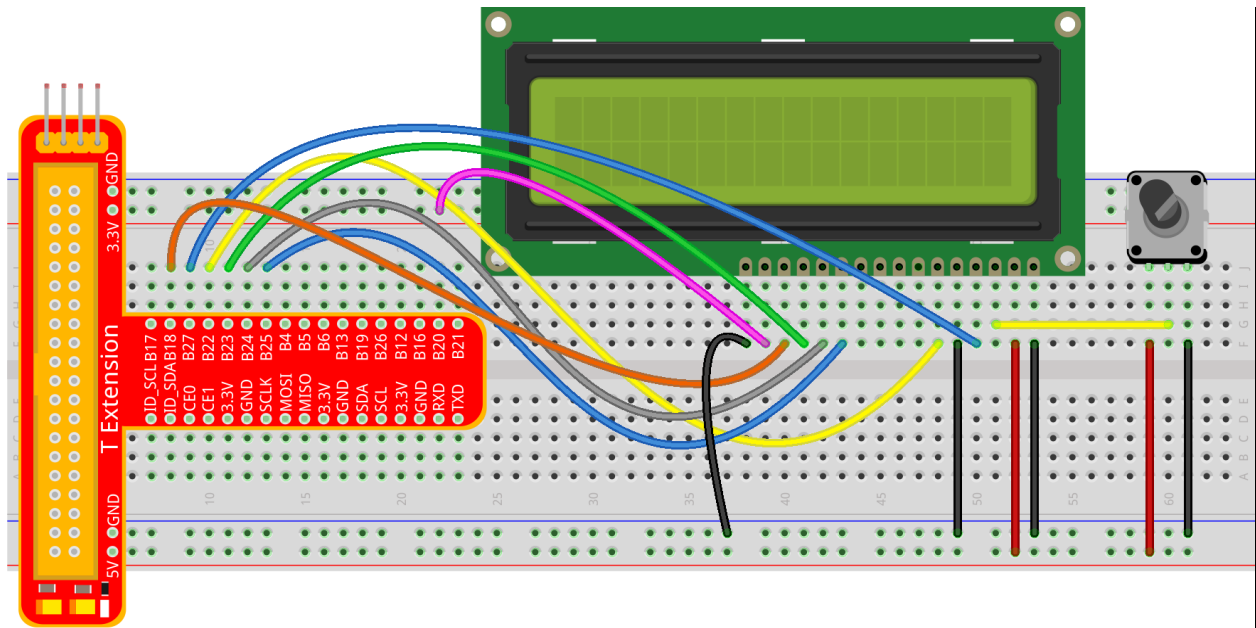 GND
3.3V
T Extension
B17
B18
B27
B22
B23
B24
B25
B4
B5
B6
B13
B19
B26
B12
B16
B20
B21
ID_SCL
ID_SDA
CE0
CE1
3.3V
GND
SCLK
MOSI
MISO
3.3V
GND
SDA
SCL
3.3V
GND
RXD
TXD
GND
5V
10
J
I
H
G
F
E
D
C
B
A
10
15
20
25
30
35
40
45
50
55
60